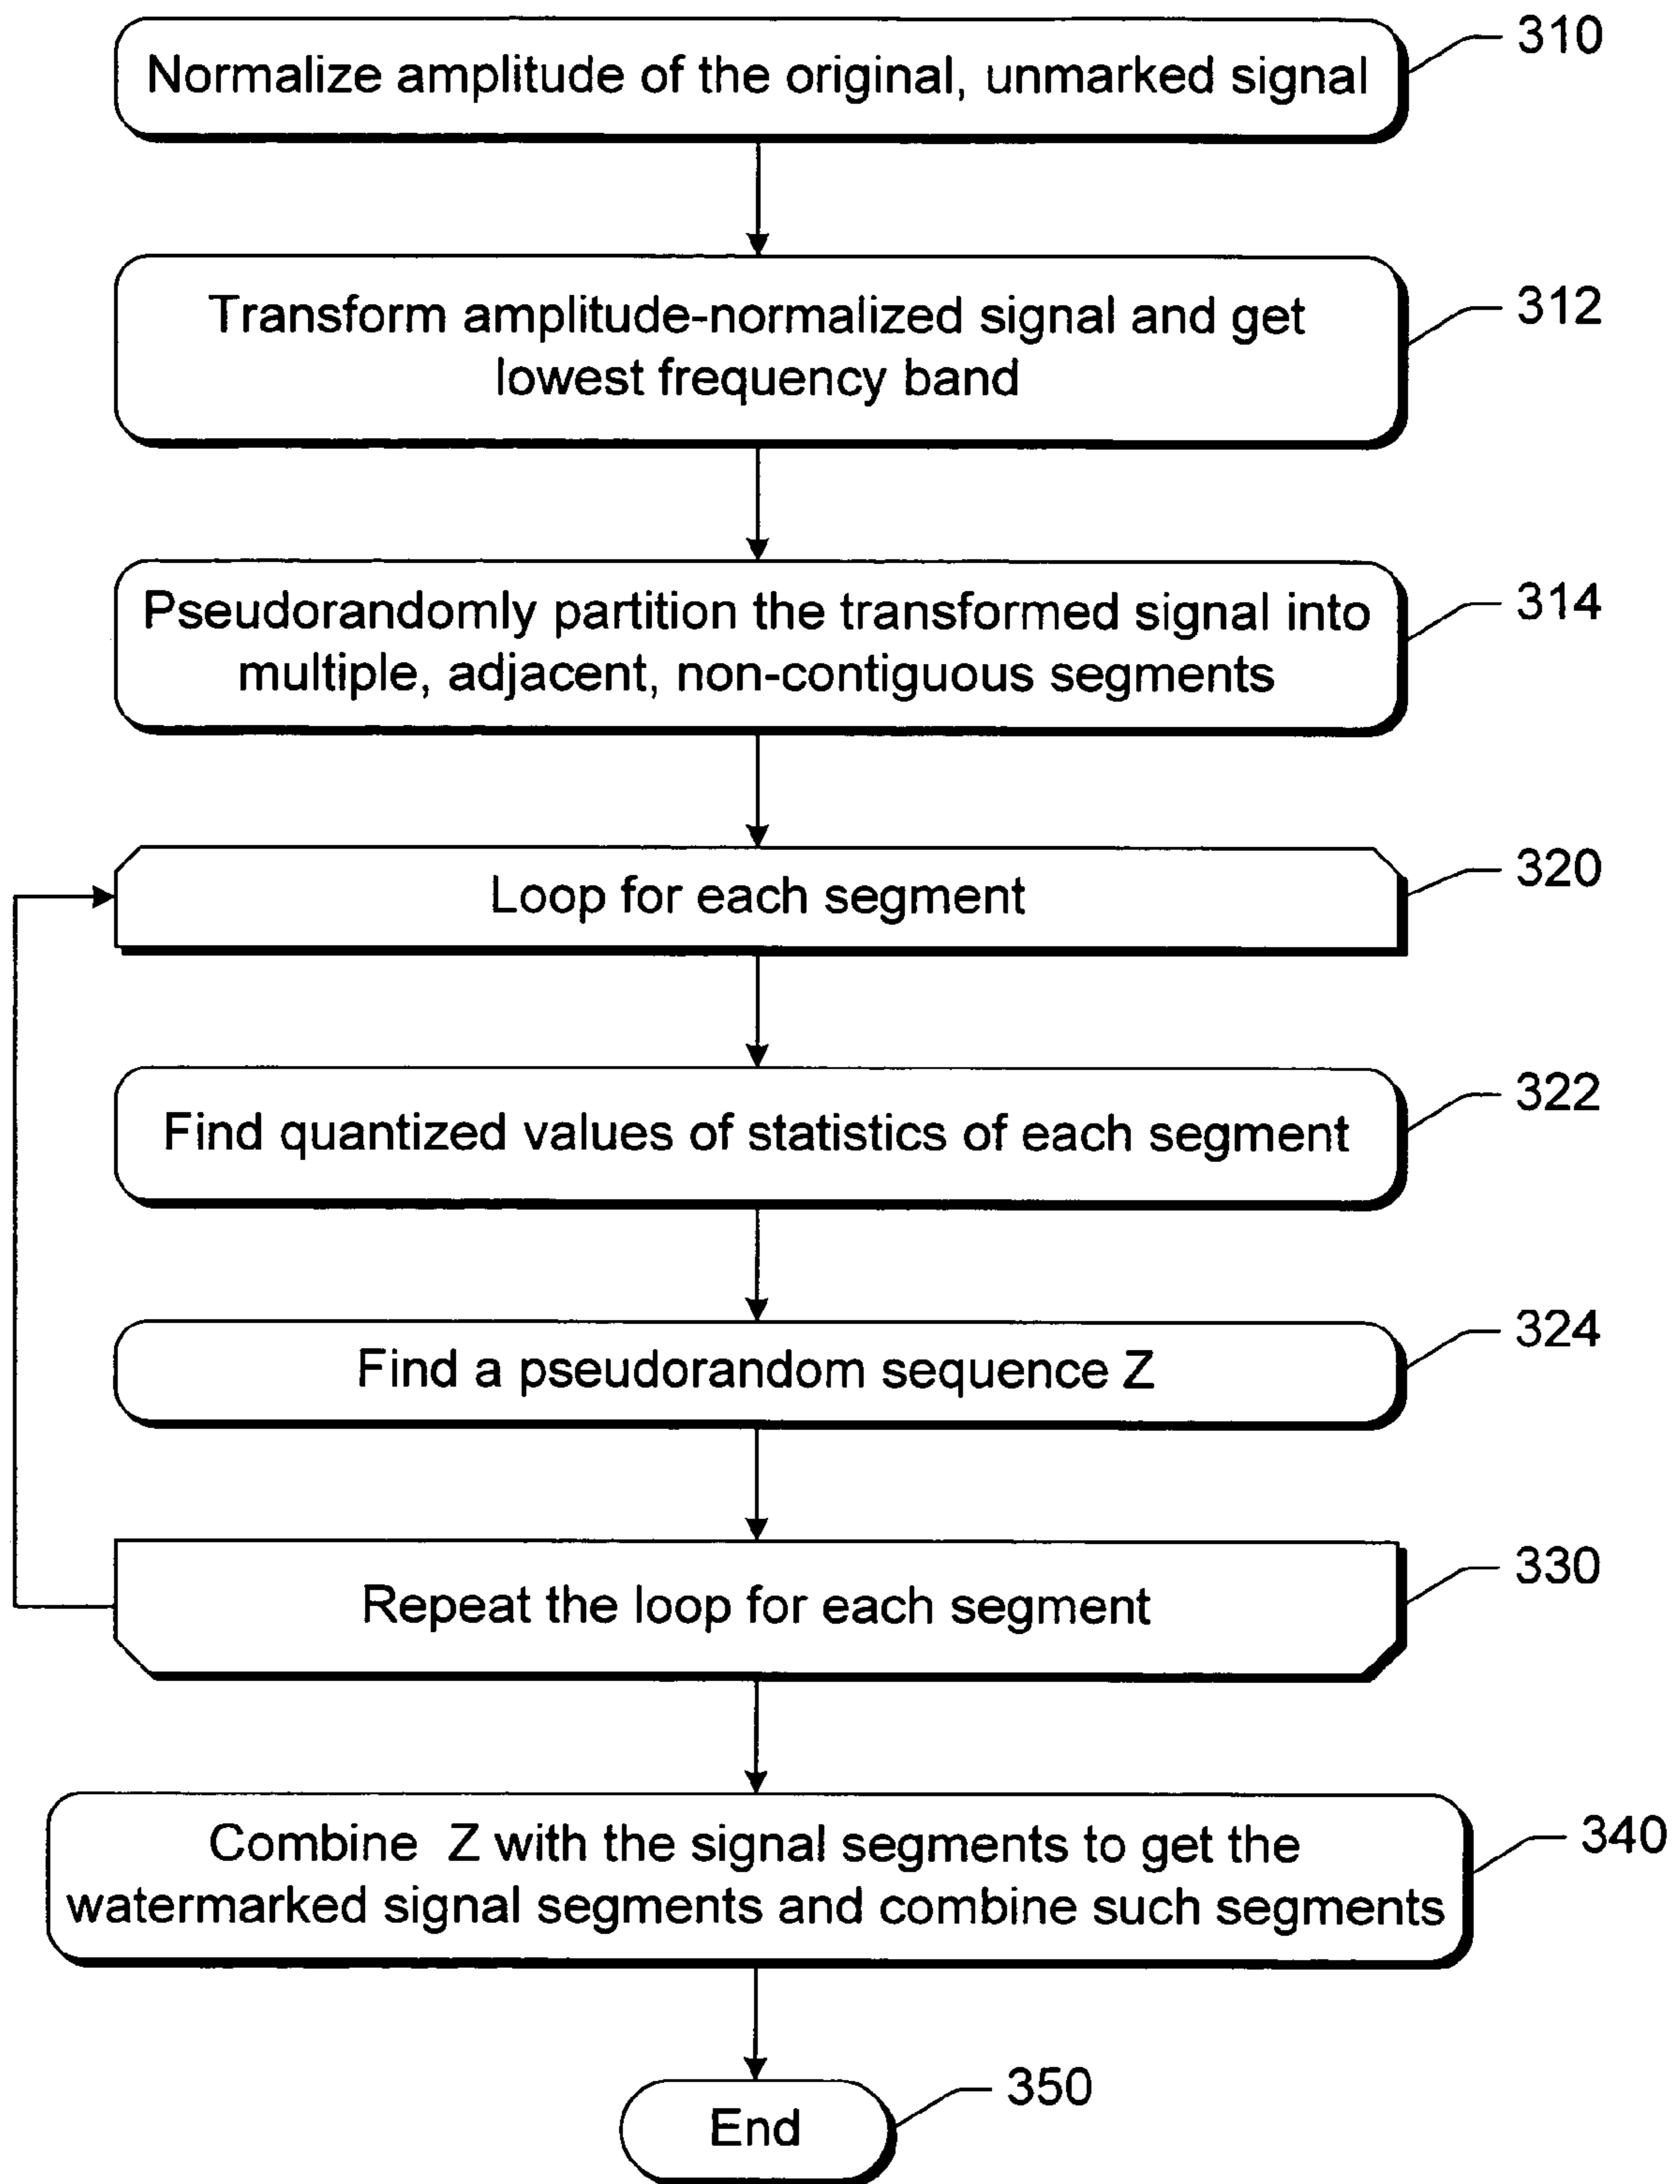 Normalize amplitude of the original, unmarked signal
310
Transform amplitude-normalized signal and get
lowest frequency band
312
Pseudorandomly partition the transformed signal into
multiple, adjacent, non-contiguous segments
314
Loop for each segment
320
Find quantized values of statistics of each segment
322
Find a pseudorandom sequence Z
324
Repeat the loop for each segment
330
Combine Z with the signal segments to get the
watermarked signal segments and combine such segments
340
End
350